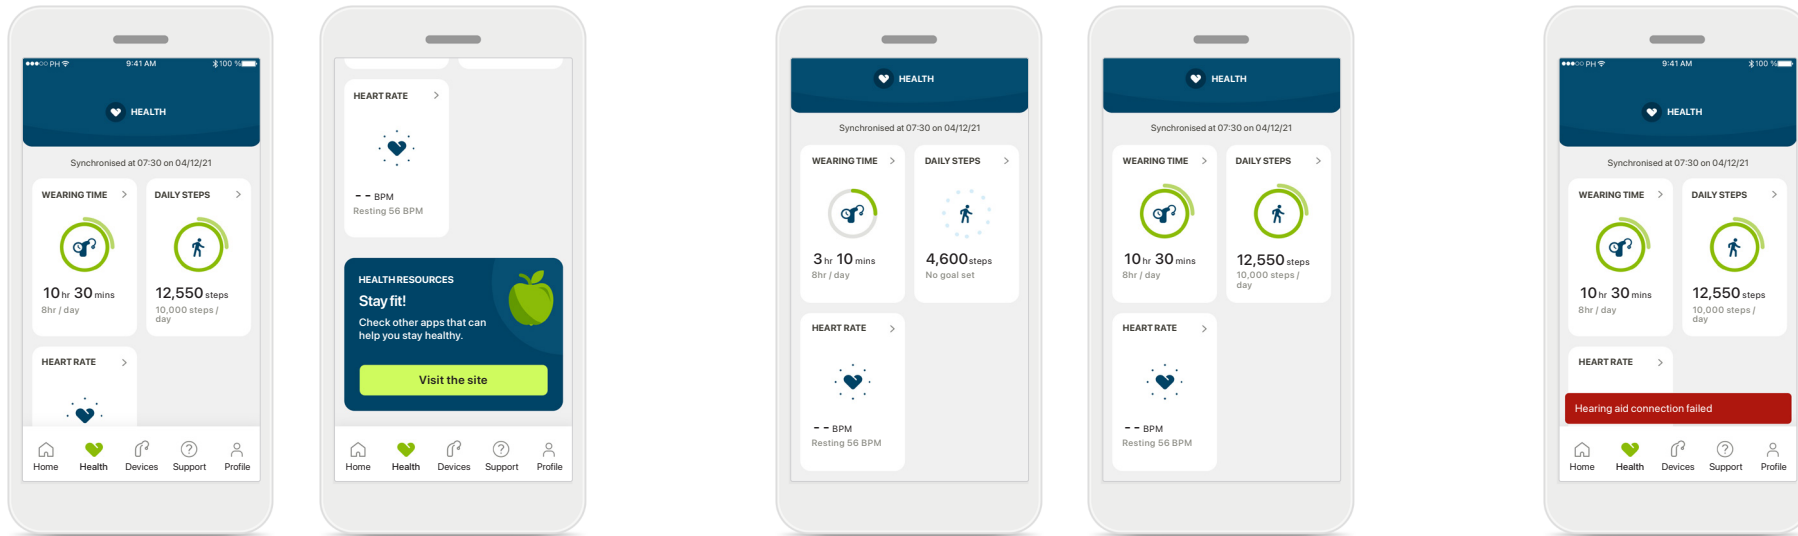 PH 9:41 AM 100 %
HEALTH
Synchronised at 07:30 on 04/12/21
WEARING TIME
10 hr 30 mins
8hr / day
DAILY STEPS
12,550 steps
10,000 steps /
day
HEART RATE
Home Health Devices Support Profile
HEART RATE
-- BPM
Resting 56 BPM
HEALTH RESOURCES
Stay fit!
Check other apps that can
help you stay healthy.
Visit the site
Home Health Devices Support Profile
HEALTH
Synchronised at 07:30 on 04/12/21
WEARING TIME
3 hr 10 mins
8hr / day
DAILY STEPS
4,600 steps
No goal set
HEART RATE
-- BPM
Resting 56 BPM
HEALTH
Synchronised at 07:30 on 04/12/21
WEARING TIME
10 hr 30 mins
8hr / day
DAILY STEPS
12,550 steps
10,000 steps /
day
HEART RATE
-- BPM
Resting 56 BPM
PH 9:41 AM 100 %
HEALTH
Synchronised at 07:30 on 04/12/21
WEARING TIME
10 hr 30 mins
8hr / day
DAILY STEPS
12,550 steps
10,000 steps /
day
HEART RATE
Hearing aid connection failed
Home Health Devices Support Profile